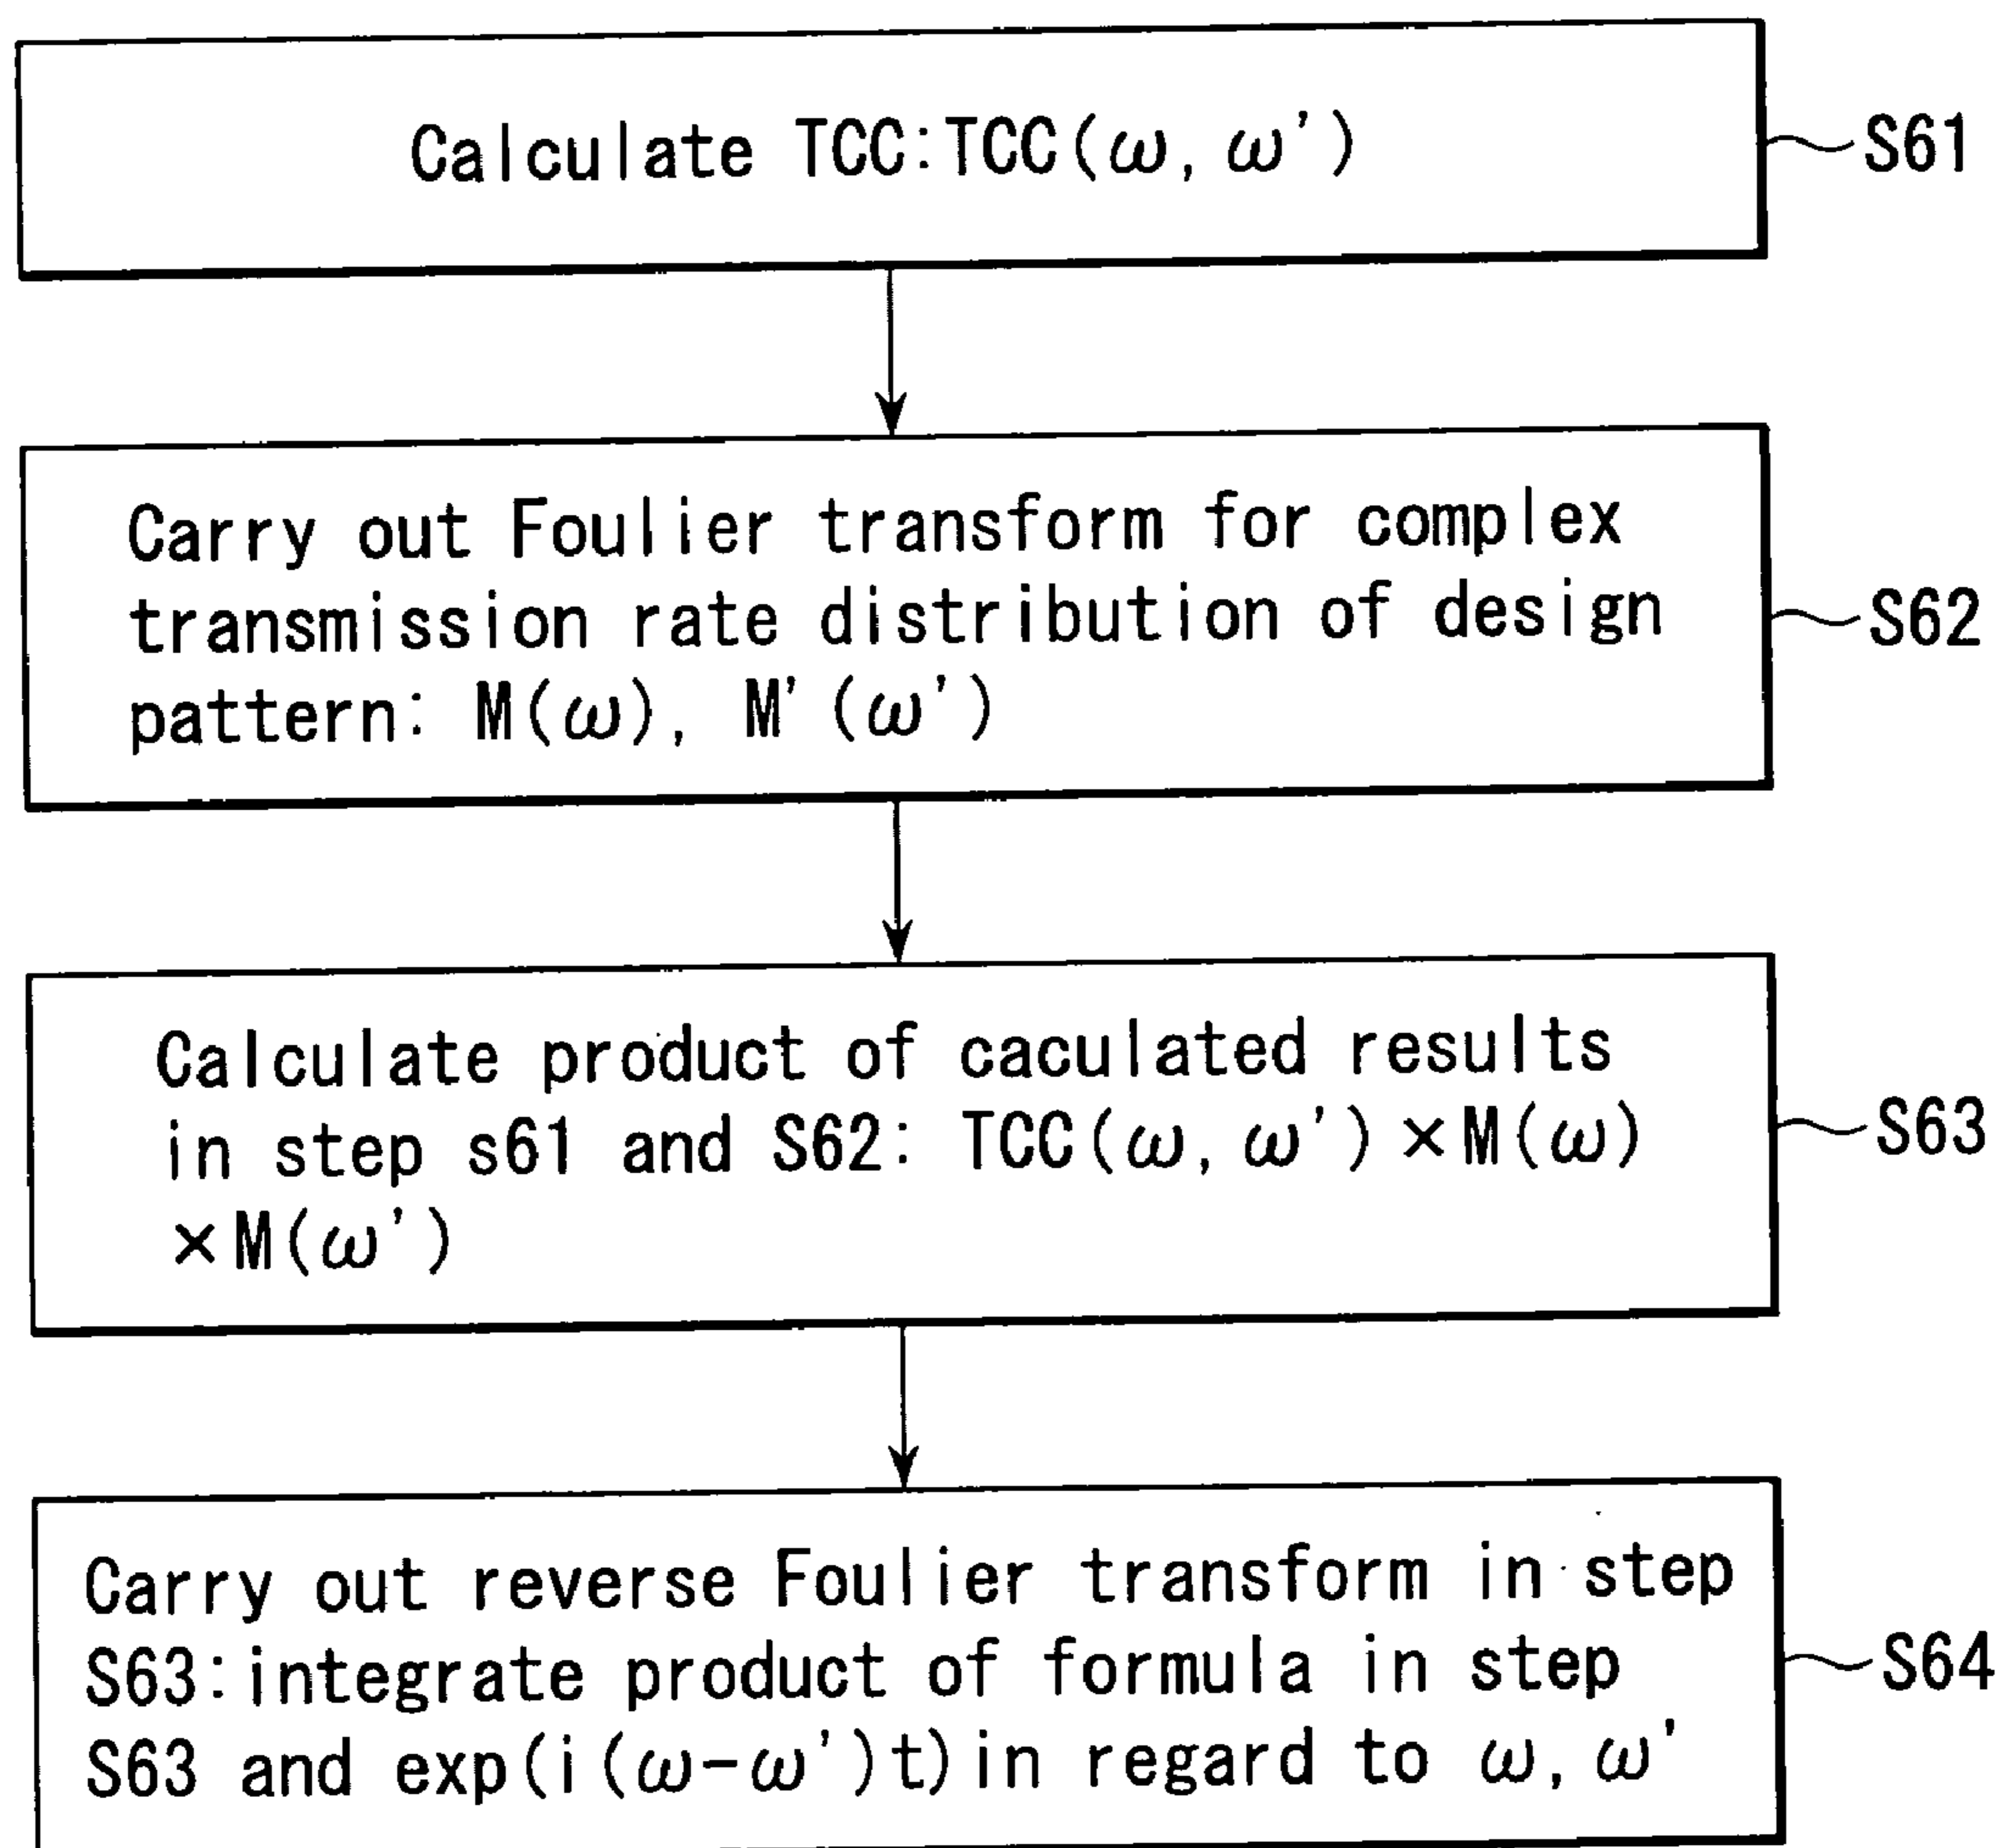 Calculate TCC:TCC(ω, ω')
S61
Carry out Foulier transform for complex
transmission rate distribution of design
pattern: M(ω), M'(ω')
S62
Calculate product of caculated results
in step s61 and S62: TCC(ω, ω')×M(ω)
×M(ω')
S63
Carry out reverse Foulier transform in step
S63:integrate product of formula in step
S63 and exp(i(ω-ω')t)in regard to ω, ω'
S64